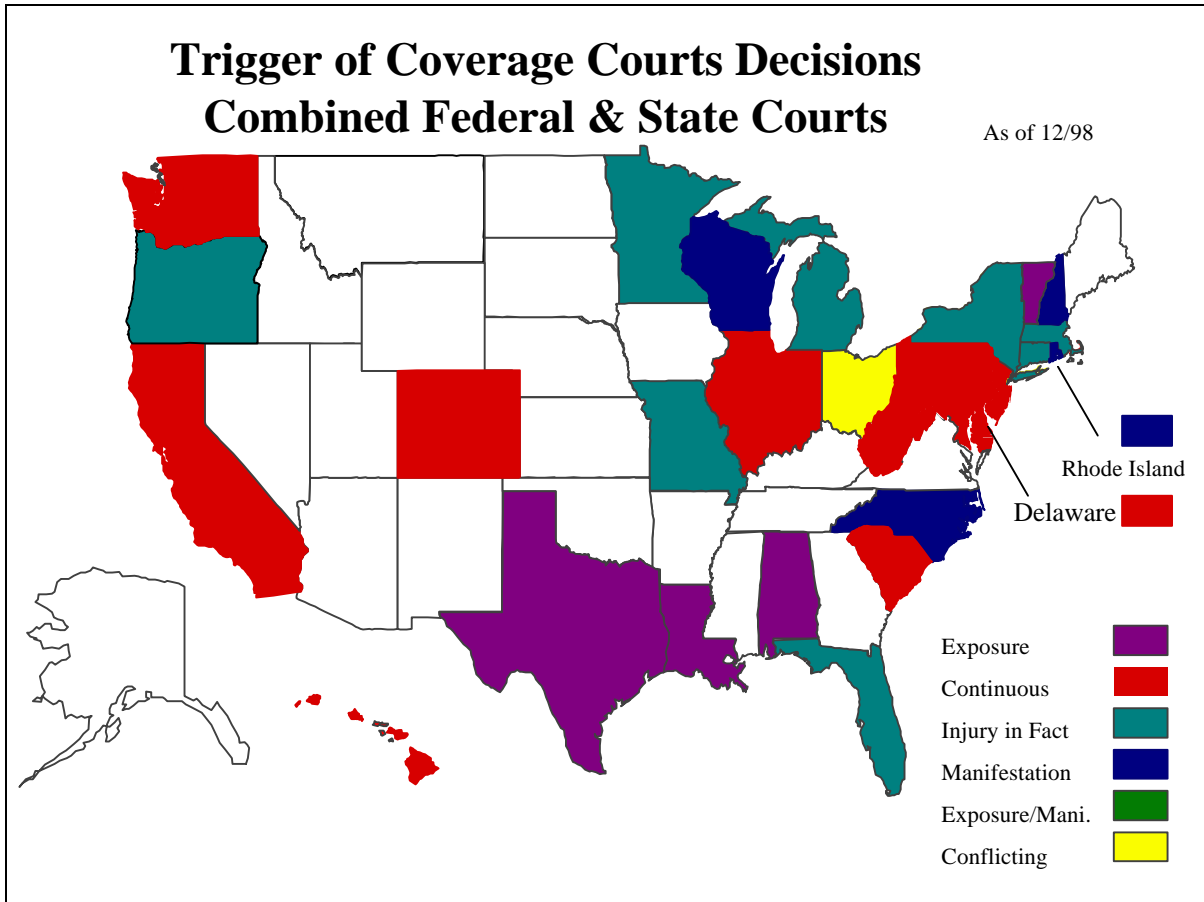 Trigger of Coverage Courts Decisions
Combined Federal & State Courts
As of 12/98
Rhode Island
Delaware
Exposure
Continuous
Injury in Fact
Manifestation
Exposure/Mani.
Conflicting